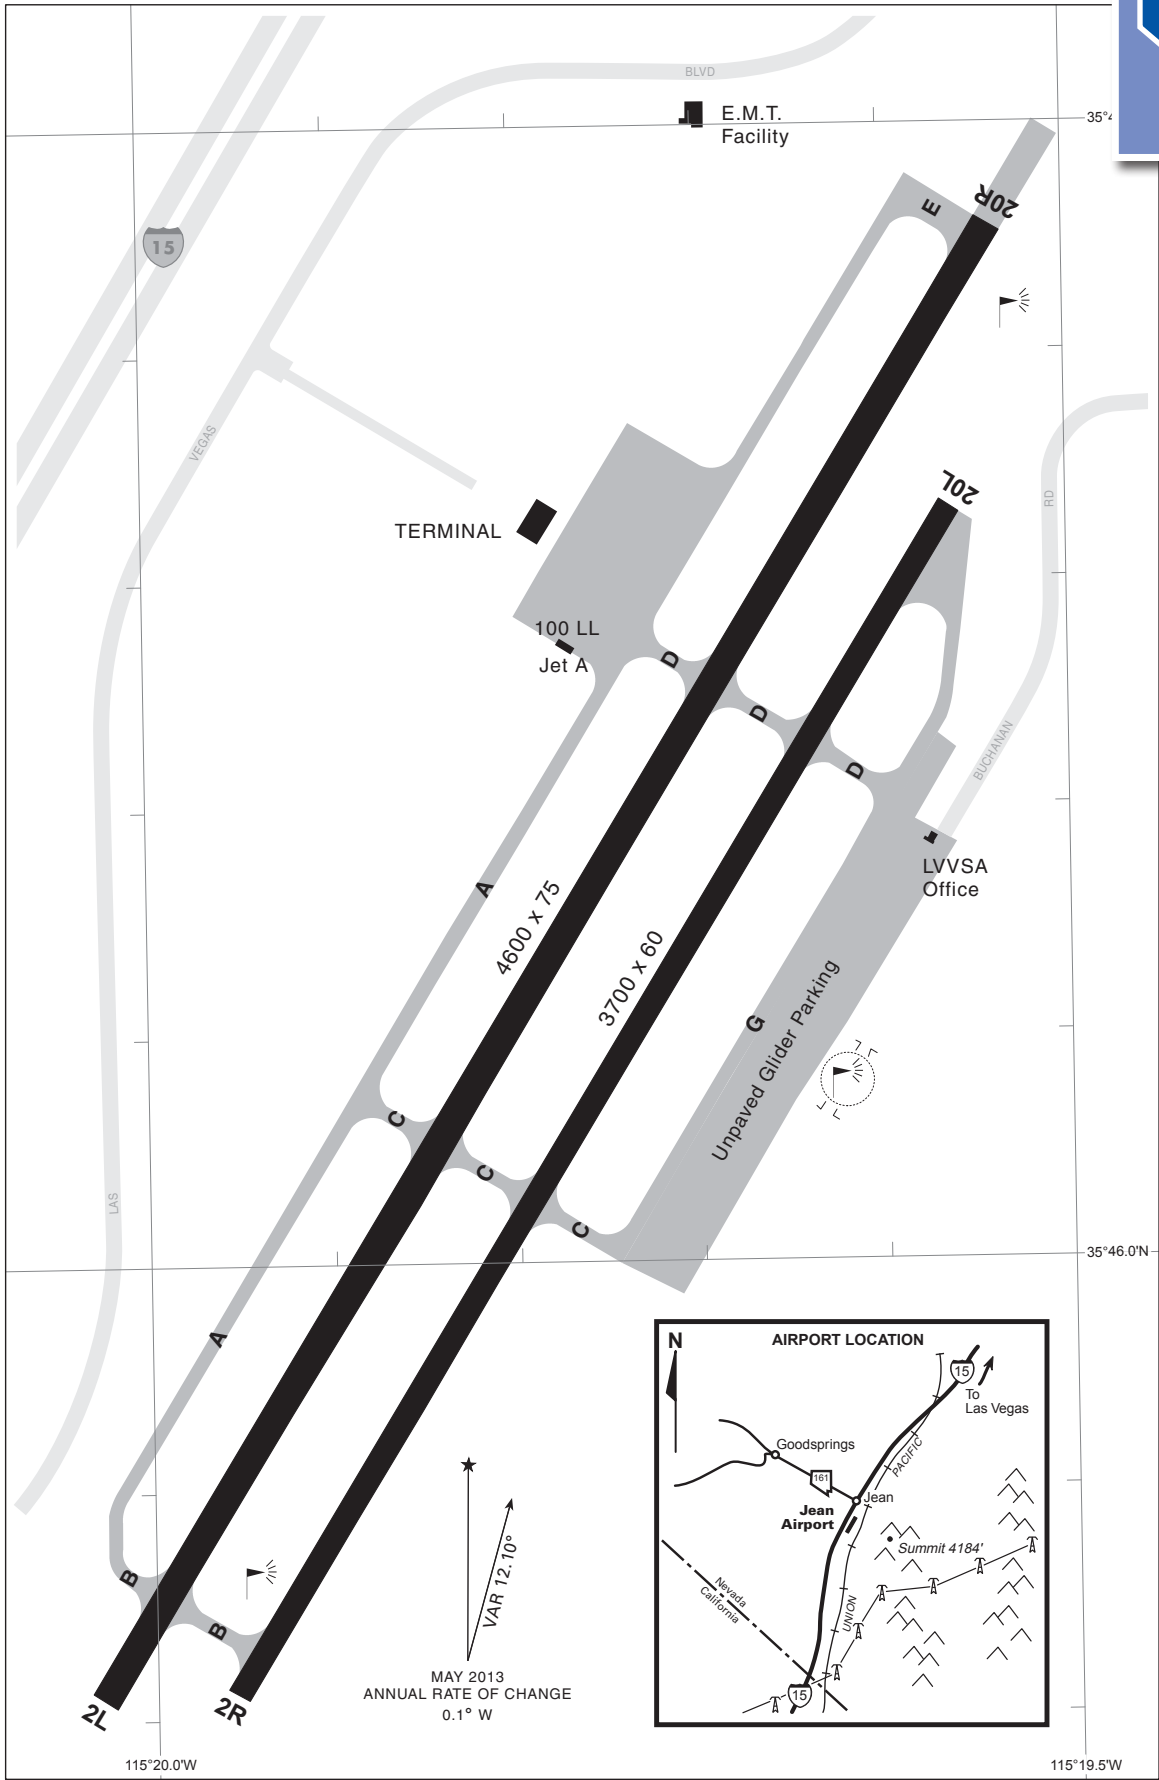 BLVD
E.M.T.
Facility
20R
E
15
VEGAS
20L
RD
TERMINAL
100 LL
Jet A
D
D
D
BUCHANAN
LVVSA
Office
A
4600 x 75
3700 x 60
G
Unpaved Glider Parking
C
C
C
LAS
35°46.0'N
A
B
B
2L
2R
VAR 12.10°
MAY 2013
ANNUAL RATE OF CHANGE
0.1° W
AIRPORT LOCATION
N
15
To
Las Vegas
PACIFIC
Goodsprings
161
Jean
Jean
Airport
Summit 4184'
Nevada
California
UNION
15
115°20.0'W
115°19.5'W